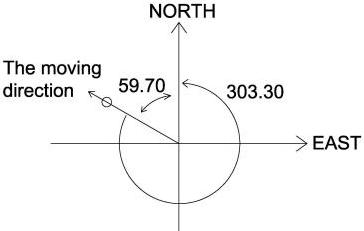 NORTH
The moving
direction
59.70
303.30
EAST